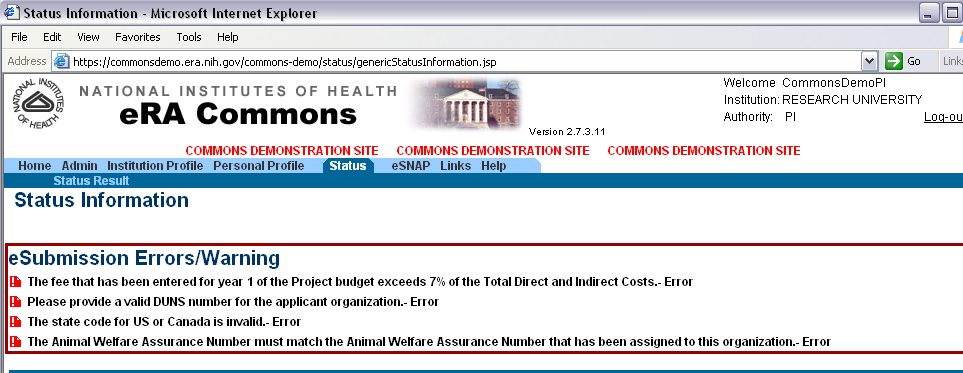 Status Information - Microsoft Internet Explorer
File Edit View Favorites Tools Help
Address https://commonsdemo.era.nih.gov/commons-demo/status/genericStatusInformation.jsp Go Links
NATIONAL INSTITUTES OF HEALTH
NATIONAL INSTITUTES OF HEALTH
eRA Commons
Version 2.7.3.11
Welcome CommonsDemoPI
Institution: RESEARCH UNIVERSITY
Authority: PI Log-ou
COMMONS DEMONSTRATION SITE COMMONS DEMONSTRATION SITE COMMONS DEMONSTRATION SITE
Home Admin Institution Profile Personal Profile Status eSNAP Links Help
Status Result
Status Information
eSubmission Errors/Warning
The fee that has been entered for year 1 of the Project budget exceeds 7% of the Total Direct and Indirect Costs.- Error
Please provide a valid DUNS number for the applicant organization.- Error
The state code for US or Canada is invalid.- Error
The Animal Welfare Assurance Number must match the Animal Welfare Assurance Number that has been assigned to this organization.- Error